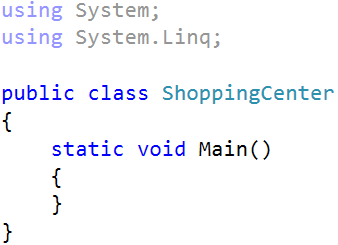 using System;
using System.Linq;

public class ShoppingCenter
{
    static void Main()
    {
    }
}